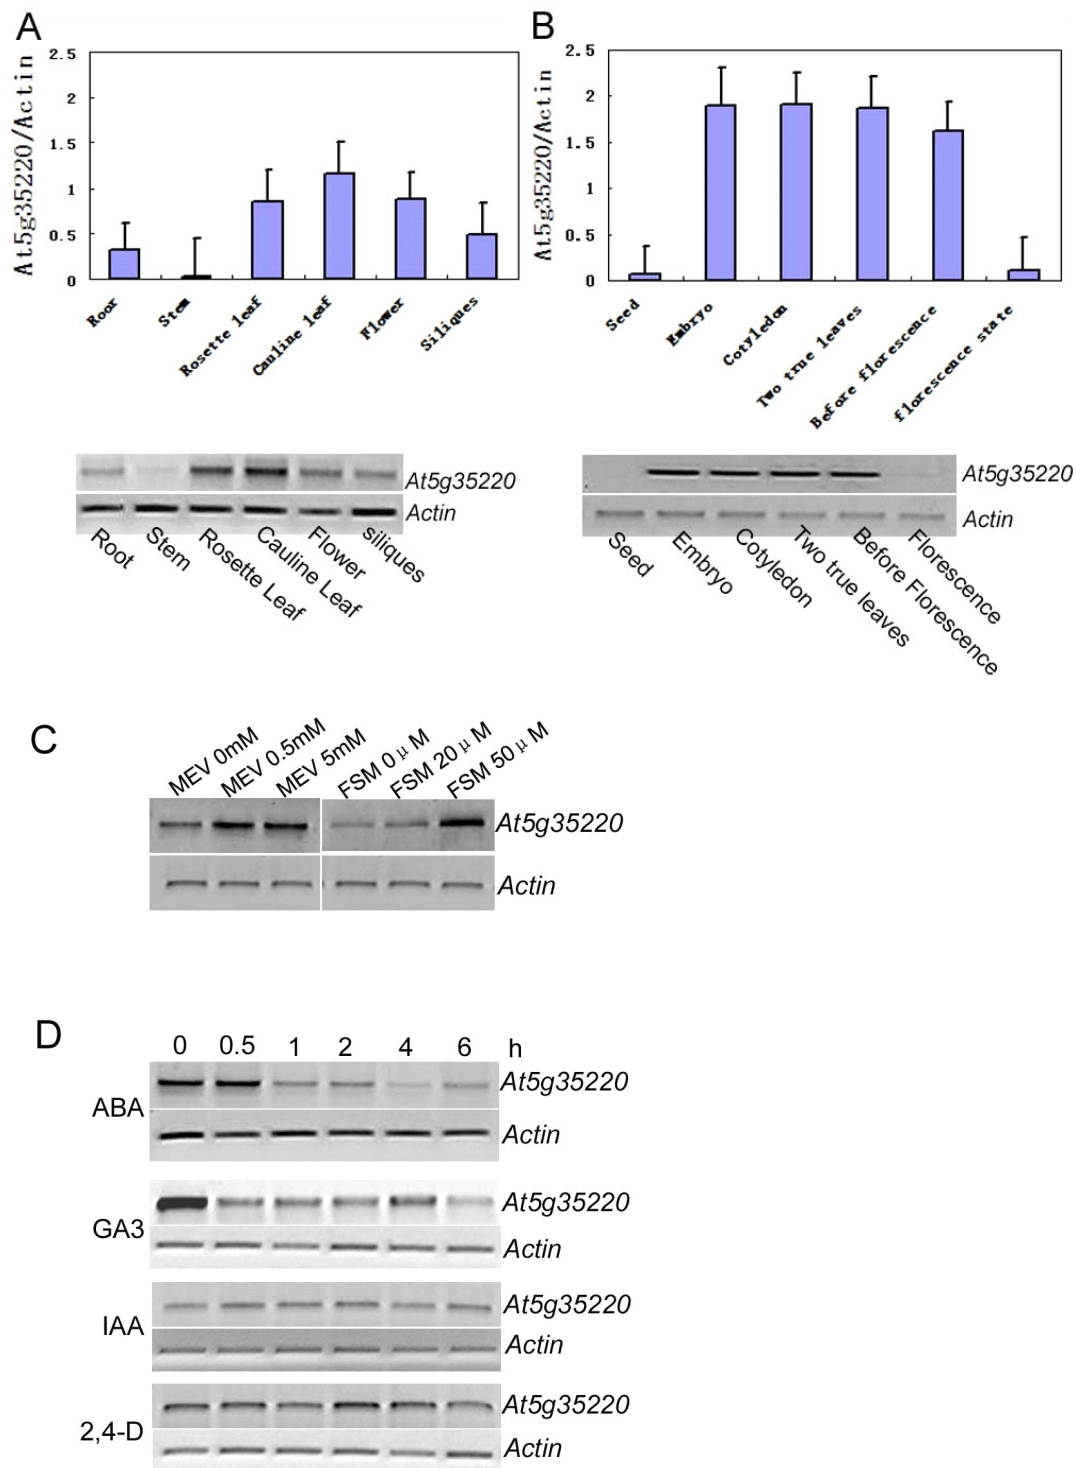 A
At5g35220/Actin
2.5
2
1.5
1
0.5
0
Roor
Stem
Rosette leaf
Cauline leaf
Flower
Siliques
At5g35220
Actin
Root
Stem
Rosette Leaf
Cauline Leaf
Flower
siliques
B
At5g35220/Actin
2.5
2
1.5
1
0.5
0
Seed
Embryo
Cotyledon
Two true leaves
Before florescence
florescence state
At5g35220
Actin
Seed
Embryo
Cotyledon
Two true leaves
Before Florescence
Florescence
C
MEV 0mM
MEV 0.5mM
MEV 5mM
FSM 0 μ M
FSM 20 μ M
FSM 50 μ M
At5g35220
Actin
D
0 0.5 1 2 4 6 h
ABA
At5g35220
Actin
GA3
At5g35220
Actin
IAA
At5g35220
Actin
2,4-D
At5g35220
Actin